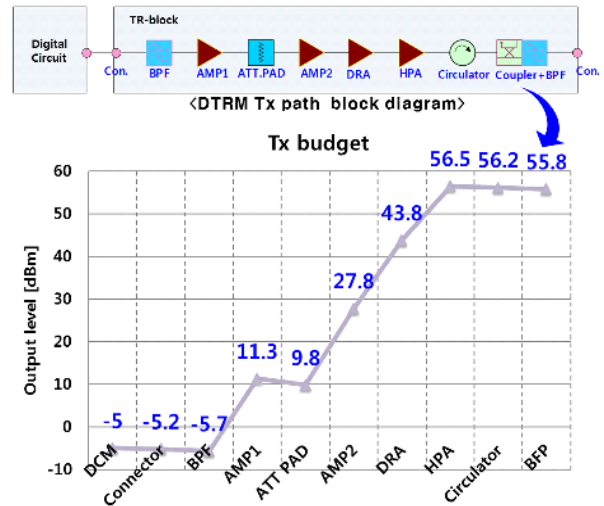 TR-block
Digital
Circuit
Con.
BPF
AMP1
ATT.PAD
AMP2
DRA
HPA
Circulator
Coupler+BPF
Con.
<DTRM Tx path block diagram>
Tx budget
Output level [dBm]
60
50
40
30
20
10
0
-10
-5
-5.2
-5.7
11.3
9.8
27.8
43.8
56.5
56.2
55.8
DCM
Connector
BPF
AMP1
ATT PAD
AMP2
DRA
HPA
Circulator
BFP